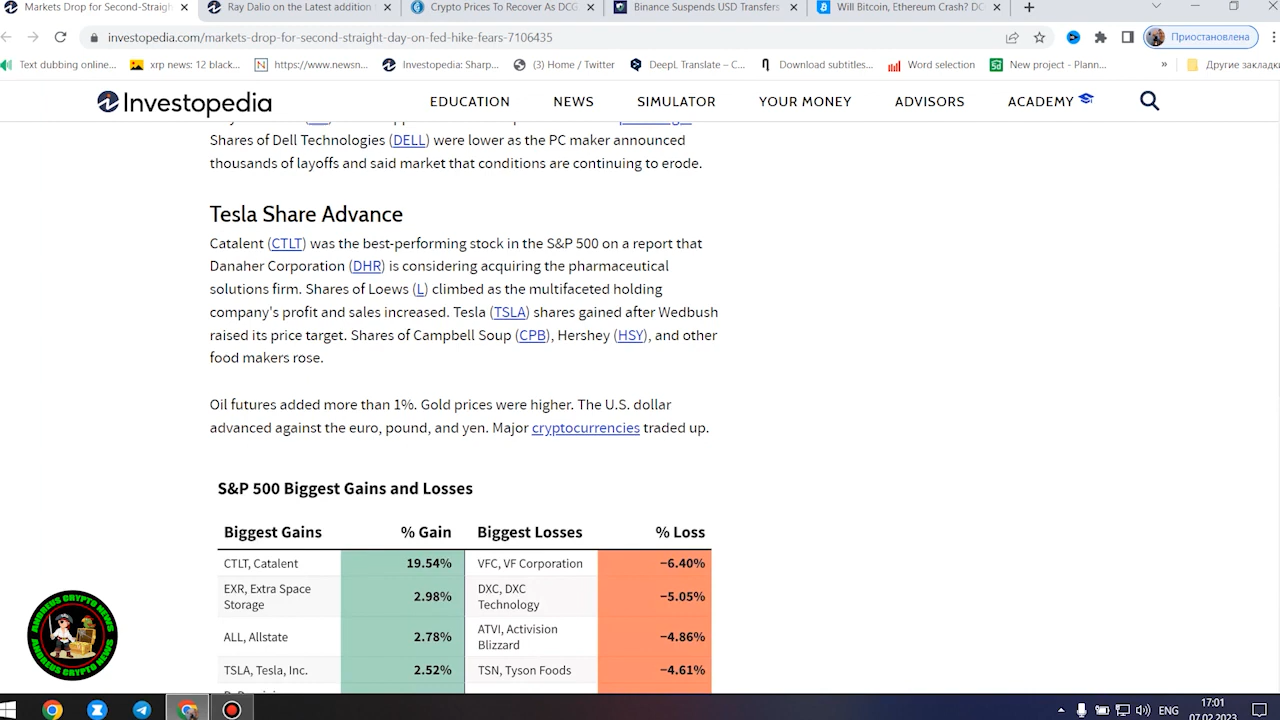 Markets Drop for Second-Straigh
Ray Dalio on the Latest addition
Crypto Prices To Recover As DCG
Binance Suspends USD Transfers
Will Bitcoin, Ethereum Crash? DC
investopedia.com/markets-drop-for-second-straight-day-on-fed-hike-fears-7106435
Приостановлена
Text dubbing online...
xrp news: 12 black...
https://www.newsn...
Investopedia: Sharp...
(3) Home / Twitter
DeepL Translate – C...
Download subtitles...
Word selection
New project - Plann...
»
Другие закладки
Investopedia
EDUCATION
NEWS
SIMULATOR
YOUR MONEY
ADVISORS
ACADEMY
Shares of Dell Technologies (DELL) were lower as the PC maker announced
thousands of layoffs and said market that conditions are continuing to erode.
Tesla Share Advance
Catalent (CTLT) was the best-performing stock in the S&P 500 on a report that
Danaher Corporation (DHR) is considering acquiring the pharmaceutical
solutions firm. Shares of Loews (L) climbed as the multifaceted holding
company's profit and sales increased. Tesla (TSLA) shares gained after Wedbush
raised its price target. Shares of Campbell Soup (CPB), Hershey (HSY), and other
food makers rose.
Oil futures added more than 1%. Gold prices were higher. The U.S. dollar
advanced against the euro, pound, and yen. Major cryptocurrencies traded up.
S&P 500 Biggest Gains and Losses
Biggest Gains % Gain Biggest Losses % Loss
CTLT, Catalent 19.54% VFC, VF Corporation −6.40%
EXR, Extra Space
Storage
2.98%
DXC, DXC
Technology
−5.05%
ALL, Allstate 2.78%
ATVI, Activision
Blizzard
−4.86%
TSLA, Tesla, Inc. 2.52% TSN, Tyson Foods −4.61%
ANDREUS CRYPTO NEWS
ANDREUS CRYPTO NEWS
ENG
17:01
07.02.2023